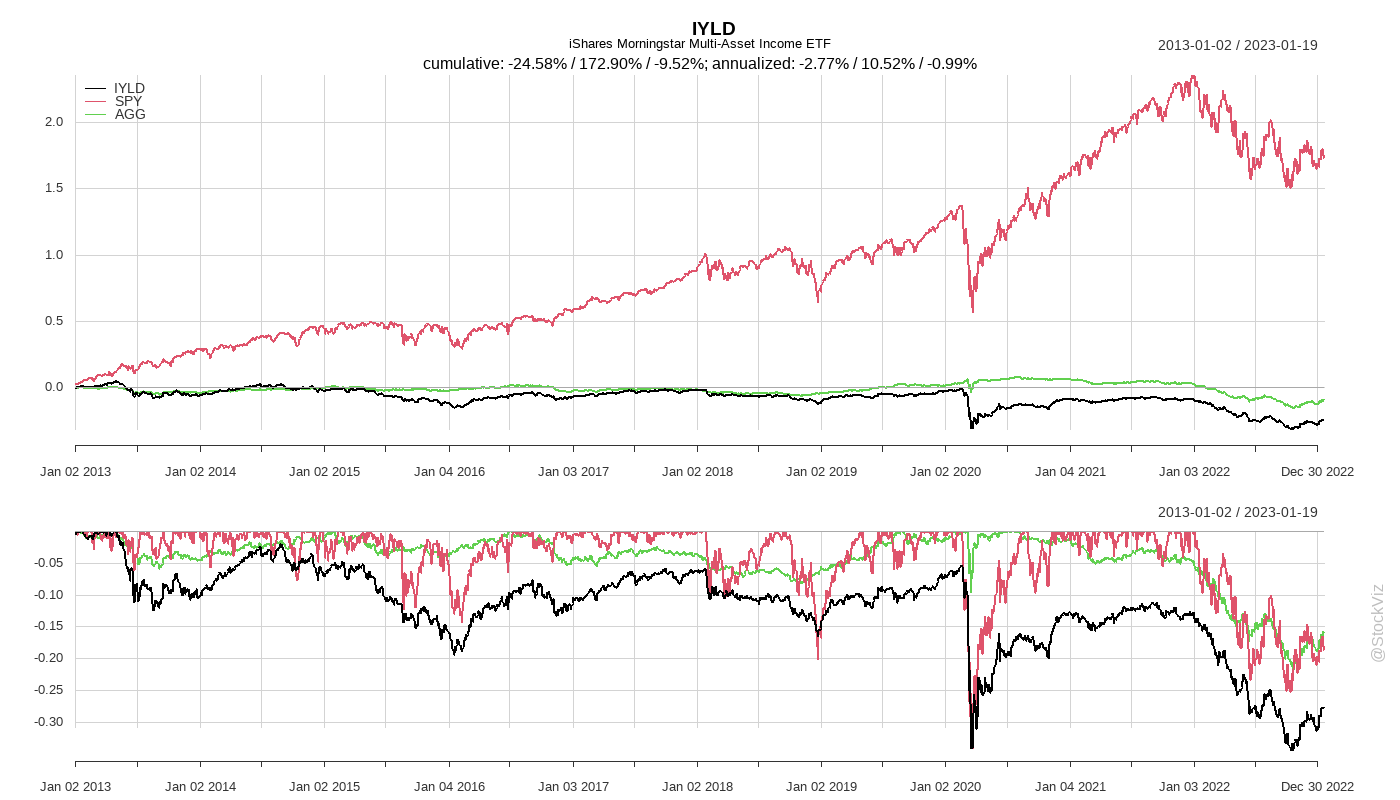 IYLD
iShares Morningstar Multi-Asset Income ETF
2013-01-02 / 2023-01-19
cumulative: -24.58% / 172.90% / -9.52%; annualized: -2.77% / 10.52% / -0.99%
IYLD
SPY
AGG
2.0
1.5
1.0
0.5
0.0
Jan 02 2013 Jan 02 2014 Jan 02 2015 Jan 04 2016 Jan 03 2017 Jan 02 2018 Jan 02 2019 Jan 02 2020 Jan 04 2021 Jan 03 2022 Dec 30 2022
2013-01-02 / 2023-01-19
-0.05
-0.10
-0.15
-0.20
-0.25
-0.30
Jan 02 2013 Jan 02 2014 Jan 02 2015 Jan 04 2016 Jan 03 2017 Jan 02 2018 Jan 02 2019 Jan 02 2020 Jan 04 2021 Jan 03 2022 Dec 30 2022
@StockViz